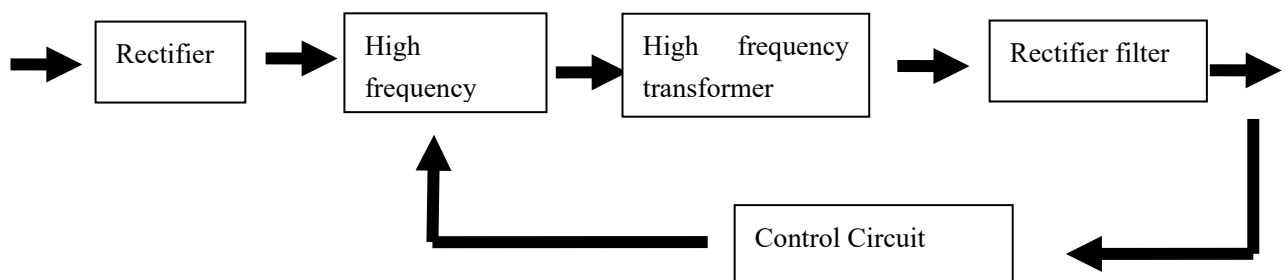 Rectifier
High
frequency
High frequency
transformer
Rectifier filter
Control Circuit